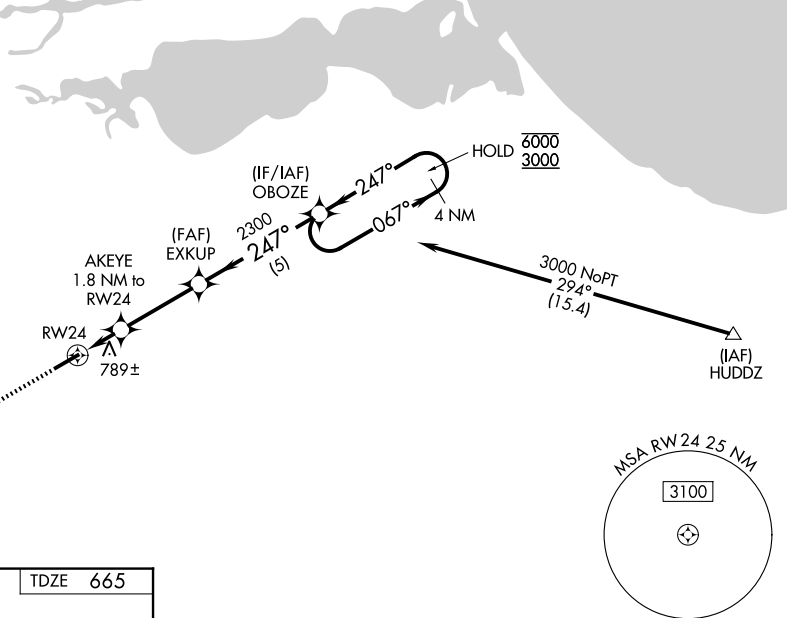 HOLD 6000
3000
(IF/IAF)
OBOZE
247°
067°
4 NM
2300
247°
(5)
(FAF)
EXKUP
AKEYE
1.8 NM to
RW24
RW24
789±
3000 NoPT
294°
(15.4)
(IAF)
HUDDZ
MSA RW24 25 NM
3100
TDZE 665